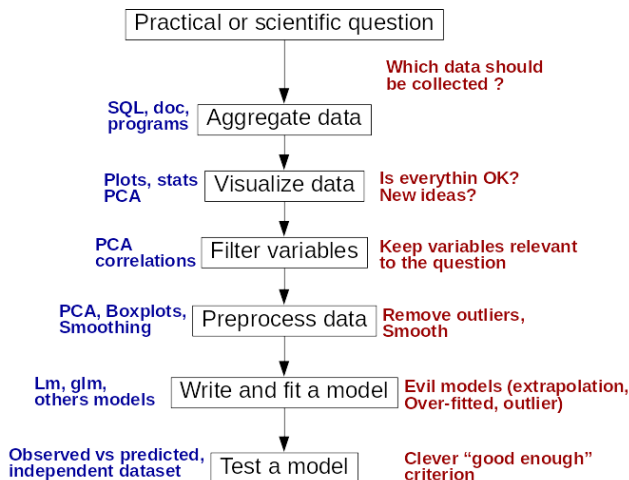 Practical or scientific question
Which data should
be collected ?
SQL, doc,
programs
Aggregate data
Plots, stats
PCA
Visualize data
Is everythin OK?
New ideas?
PCA
correlations
Filter variables
Keep variables relevant
to the question
PCA, Boxplots,
Smoothing
Preprocess data
Remove outliers,
Smooth
Lm, glm,
others models
Write and fit a model
Evil models (extrapolation,
Over-fitted, outlier)
Observed vs predicted,
independent dataset
Test a model
Clever “good enough”
criterion